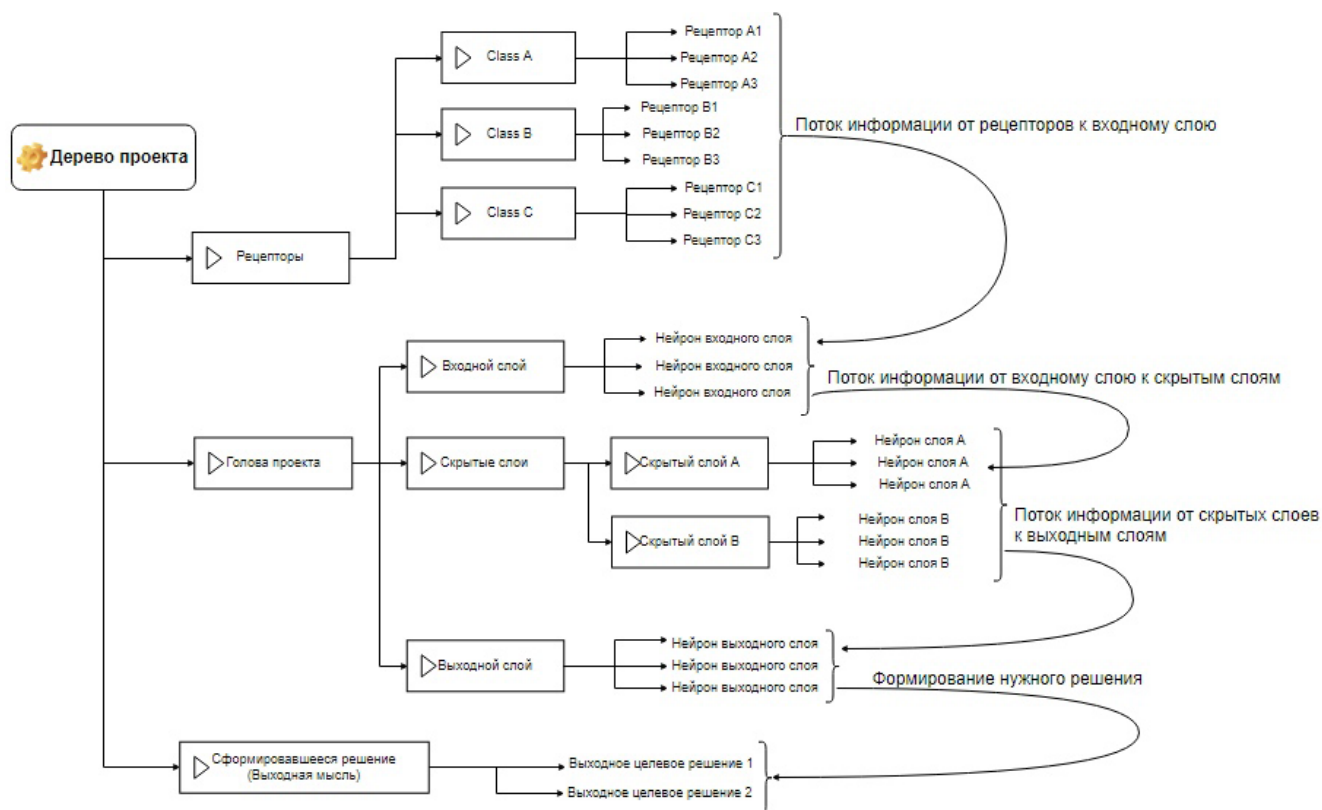 Дерево проекта
Class A
Рецептор A1
Рецептор A2
Рецептор A3
Class B
Рецептор B1
Рецептор B2
Рецептор B3
Class C
Рецептор C1
Рецептор C2
Рецептор C3
Поток информации от рецепторов к входному слою
Рецепторы
Входной слой
Нейрон входного слоя
Нейрон входного слоя
Нейрон входного слоя
Поток информации от входному слою к скрытым слоям
Голова проекта
Скрытые слои
Скрытый слой A
Нейрон слоя A
Нейрон слоя A
Нейрон слоя A
Скрытый слой B
Нейрон слоя B
Нейрон слоя B
Нейрон слоя B
Поток информации от скрытых слоев
к выходным слоям
Выходной слой
Нейрон выходного слоя
Нейрон выходного слоя
Нейрон выходного слоя
Формирование нужного решения
Сформировавшееся решение
(Выходная мысль)
Выходное целевое решение 1
Выходное целевое решение 2